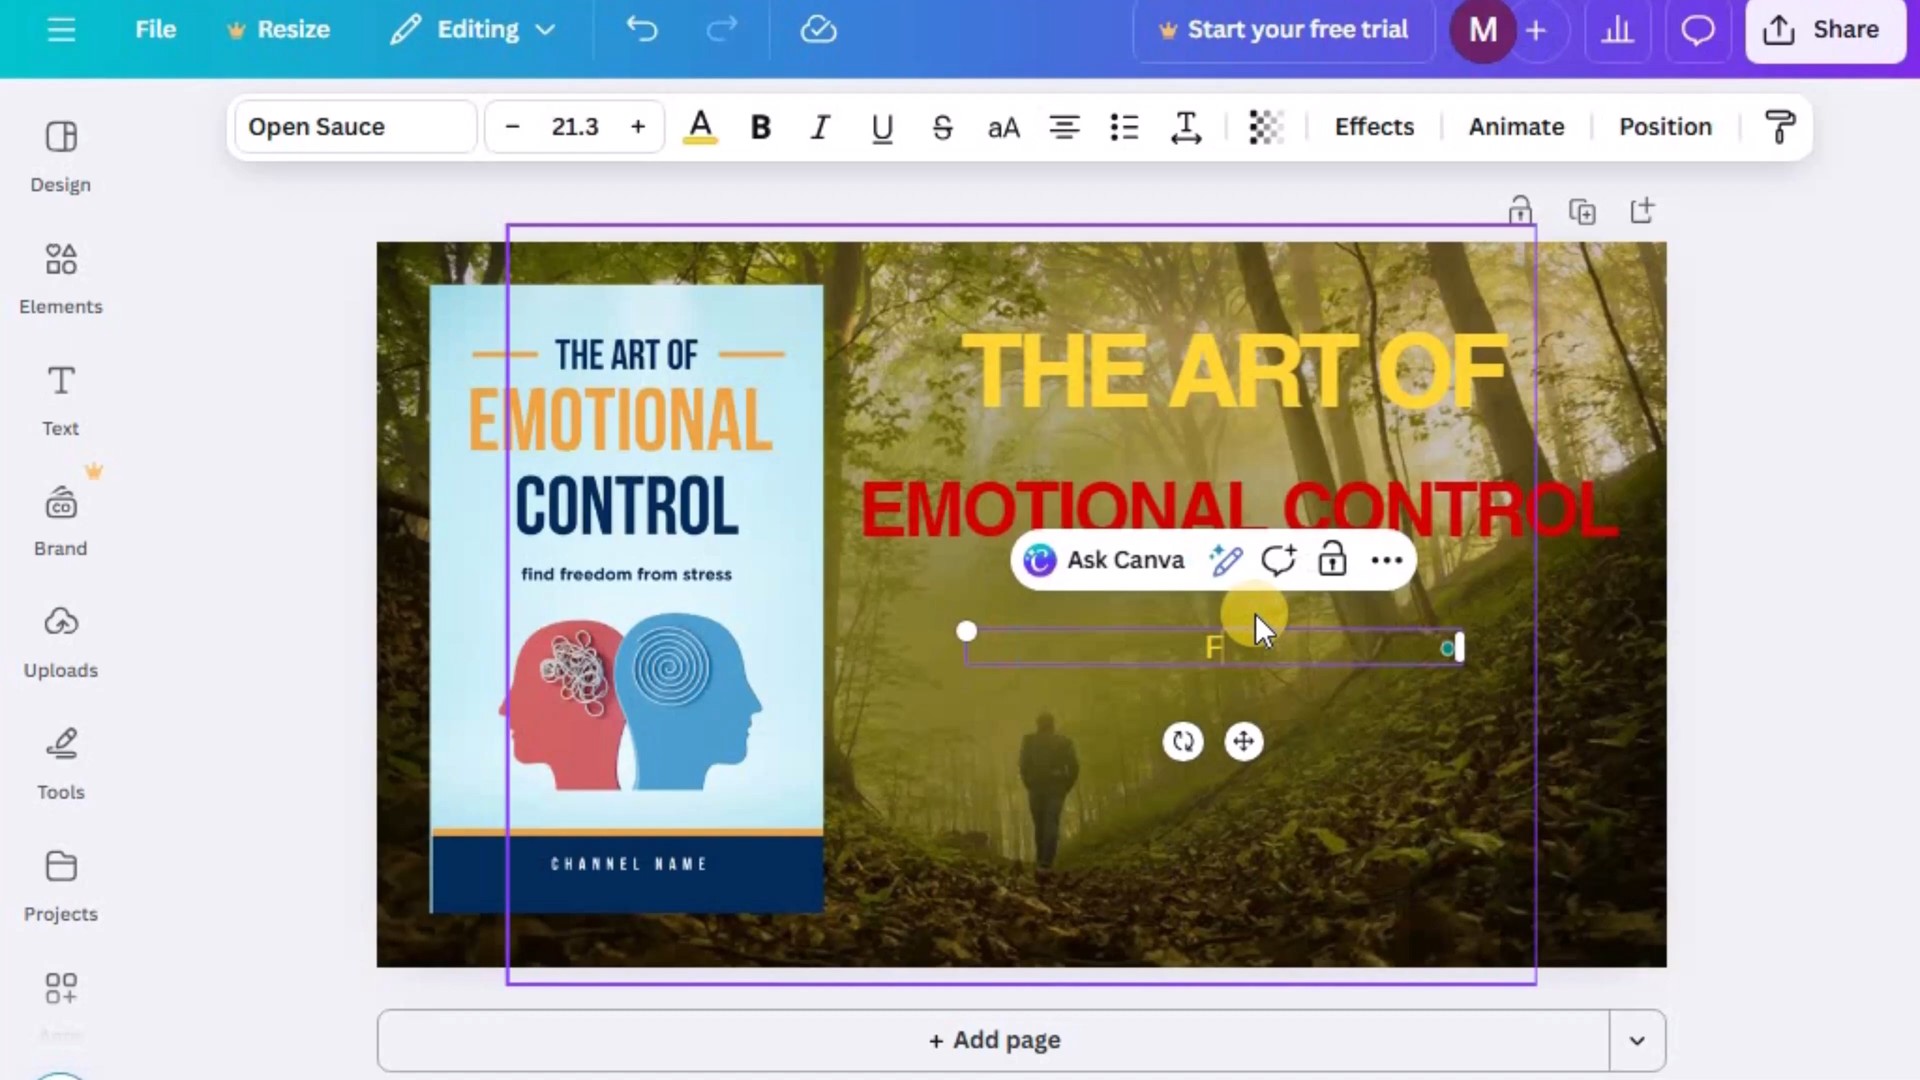 File
Resize
Editing
Start your free trial
M
Share
Open Sauce
21.3
A
B
I
U
S
aA
T
Effects
Animate
Position
Design
Elements
Text
Brand
Uploads
Tools
Projects
THE ART OF
EMOTIONAL
CONTROL
find freedom from stress
CHANNEL NAME
THE ART OF
EMOTIONAL CONTROL
Ask Canva
F
+ Add page